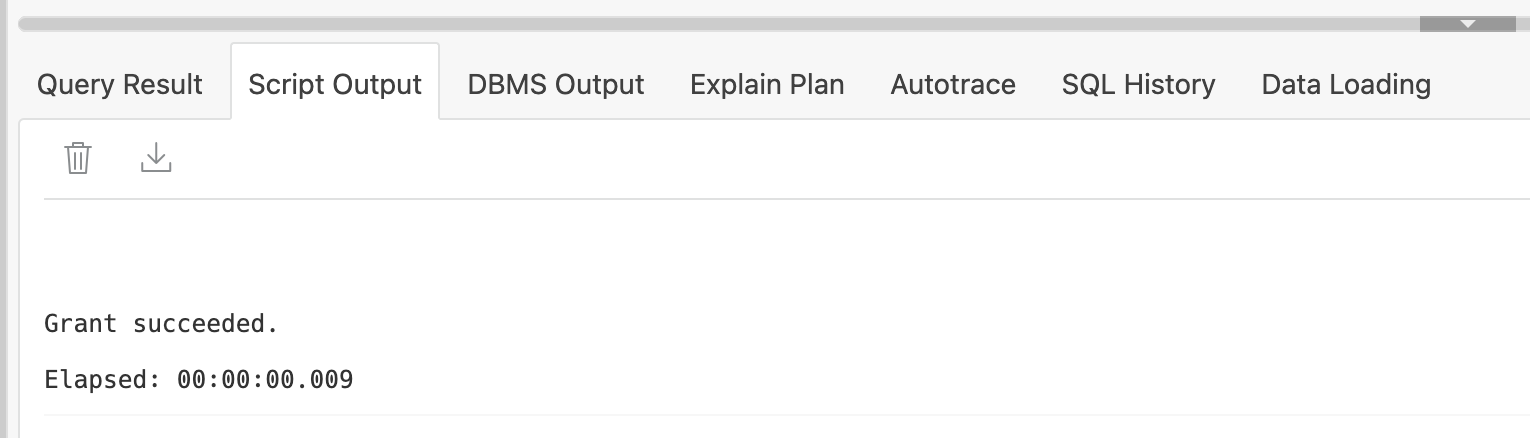 Query Result Script Output DBMS Output Explain Plan Autotrace SQL History Data Loading
Grant succeeded.
Elapsed: 00:00:00.009